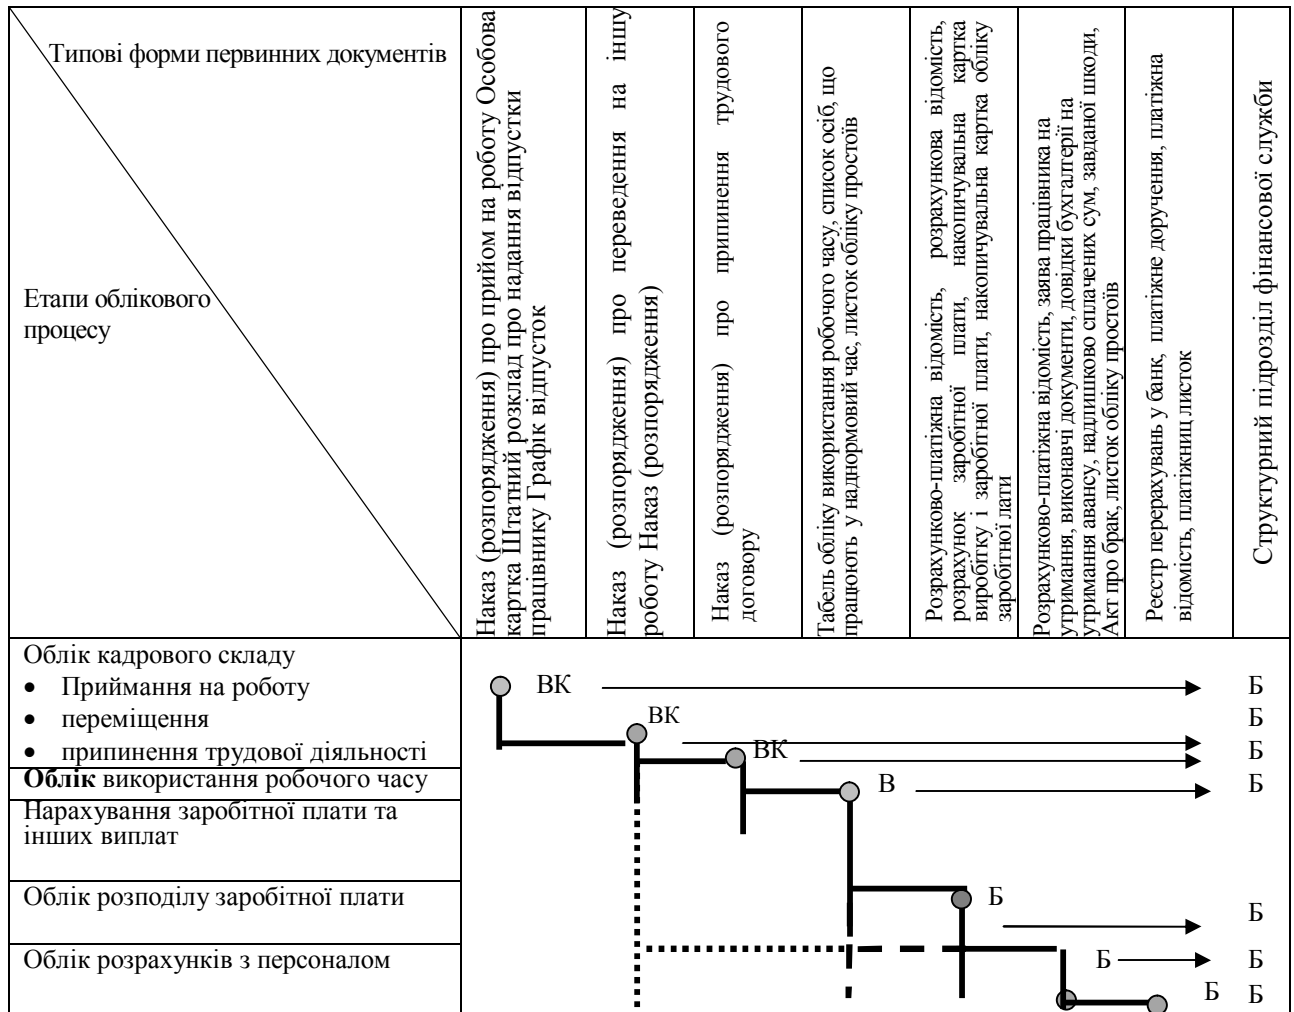 Типові форми первинних документів
Етапи облікового
процесу
Наказ (розпорядження) про прийом на роботу Особова
картка Штатний розклад про надання відпустки
працівнику Графік відпусток
Наказ (розпорядження) про переведення на іншу
роботу Наказ (розпорядження)
Наказ (розпорядження) про припинення трудового
договору
Табель обліку використання робочого часу, список осіб, що
працюють у наднормовий час, листок обліку простоїв
Розрахунково-платіжна відомість, розрахункова відомість,
розрахунок заробітної плати, накопичувальна картка
виробітку і заробітної плати, накопичувальна картка обліку
заробітної лати
Розрахунково-платіжна відомість, заява працівника на
утримання, виконавчі документи, довідки бухгалтерії на
утримання авансу, надлишково сплачених сум, завданої шкоди,
Акт про брак, листок обліку простоїв
Реєстр перерахувань у банк, платіжне доручення, платіжна
відомість, платіжниц листок
Структурний підрозділ фінансової служби
Облік кадрового складу
• Приймання на роботу
• переміщення
• припинення трудової діяльності
Облік використання робочого часу
Нарахування заробітної плати та
інших виплат
Облік розподілу заробітної плати
Облік розрахунків з персоналом
ВК Б
ВК Б
ВК Б
В Б
Б Б
Б Б
Б Б